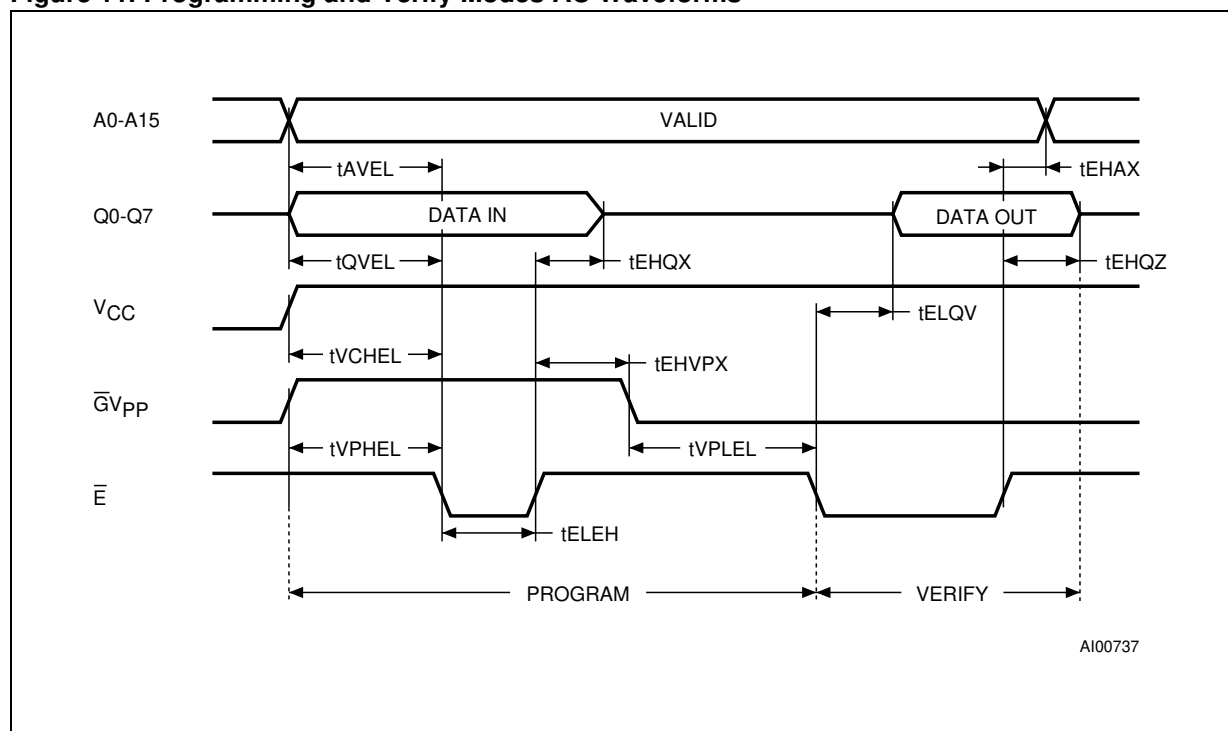 Figure 11. Programming and Verify Modes AC Waveforms
A0-A15
VALID
tAVEL
tEHAX
Q0-Q7
DATA IN
DATA OUT
tQVEL
tEHQX
tEHQZ
VCC
tELQV
tVCHEL
tEHVPX
G̅VPP
tVPHEL
tVPLEL
E̅
tELEH
PROGRAM
VERIFY
AI00737